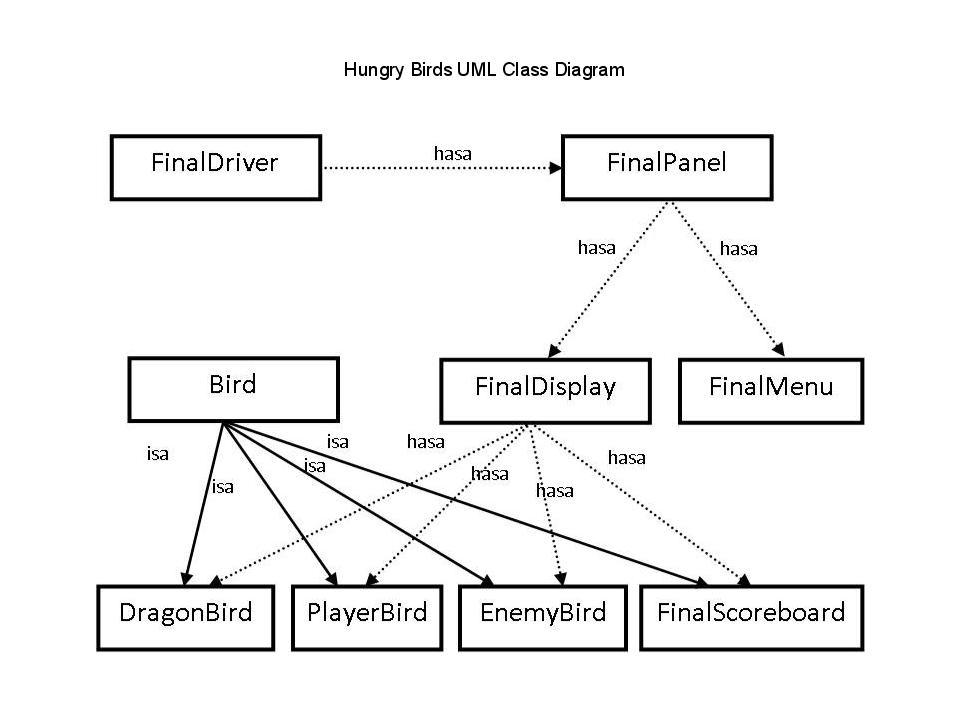 Hungry Birds UML Class Diagram
FinalDriver
hasa
FinalPanel
hasa
hasa
Bird
FinalDisplay
FinalMenu
isa
isa
isa
isa
hasa
hasa
hasa
hasa
DragonBird
PlayerBird
EnemyBird
FinalScoreboard